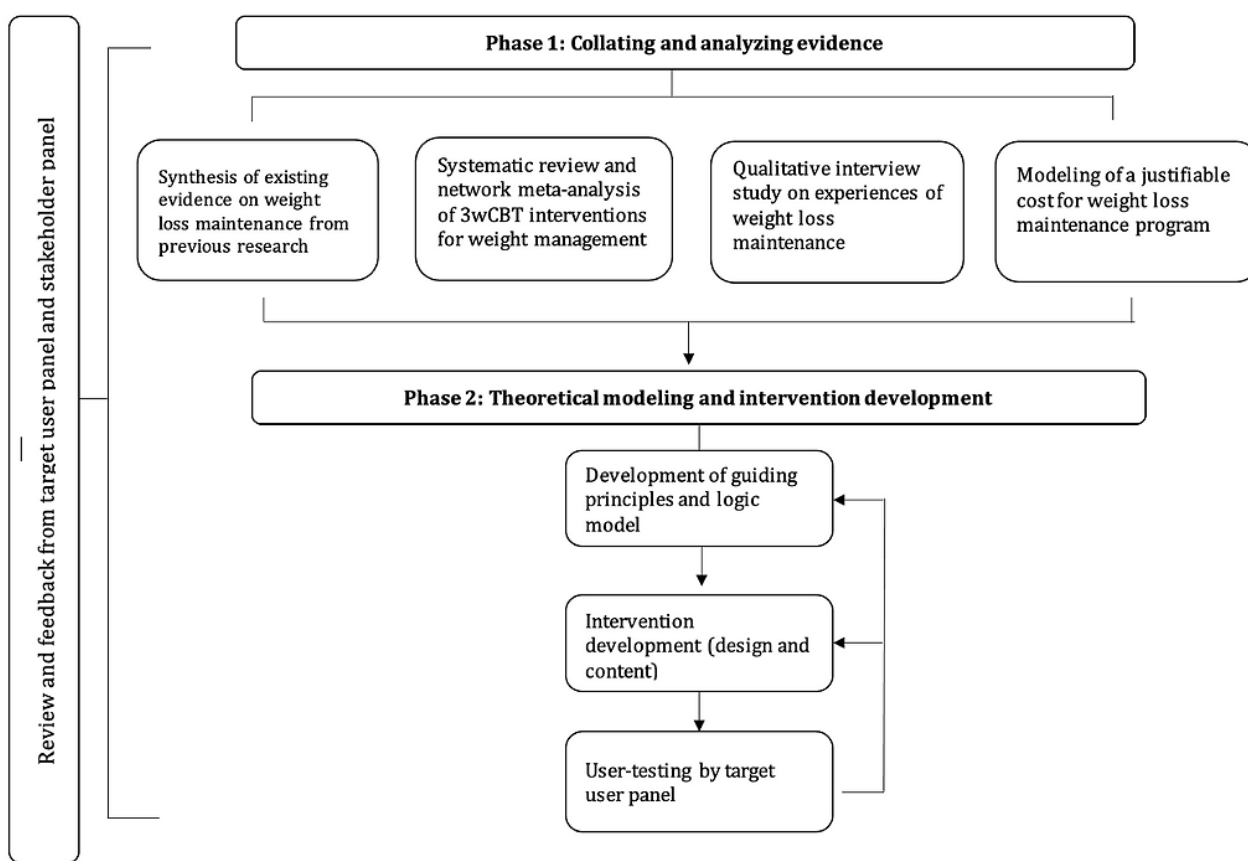 Review and feedback from target user panel and stakeholder panel
Phase 1: Collating and analyzing evidence
Synthesis of existing
evidence on weight
loss maintenance from
previous research
Systematic review and
network meta-analysis
of 3wCBT interventions
for weight management
Qualitative interview
study on experiences of
weight loss
maintenance
Modeling of a justifiable
cost for weight loss
maintenance program
Phase 2: Theoretical modeling and intervention development
Development of guiding
principles and logic
model
Intervention
development (design and
content)
User-testing by target
user panel